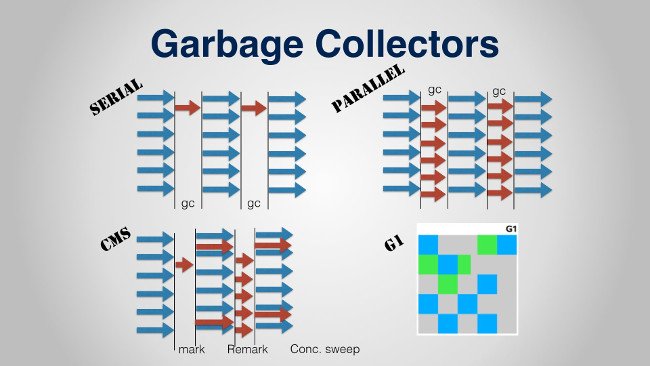 Garbage Collectors
SERIAL
gc
gc
PARALLEL
gc
gc
CMS
mark
Remark
Conc. sweep
G1
G1